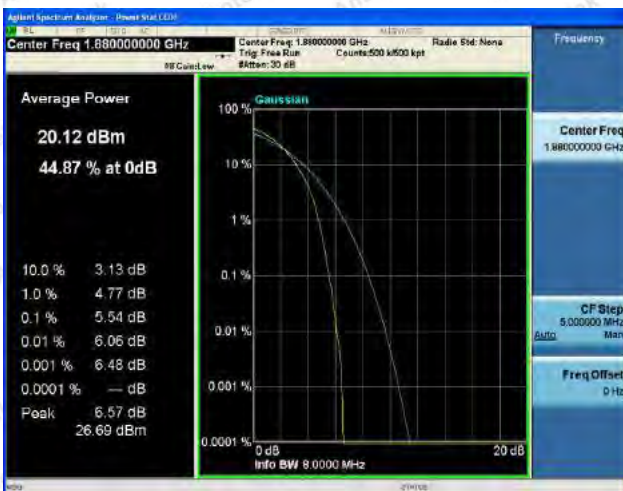 Agilent Spectrum Analyzer - Power Stat CCDF
Center Freq 1.880000000 GHz
Center Freq: 1.880000000 GHz
Radio Std: None
Trig: Free Run
Counts:500 k/500 kpt
#IFGain:Low
#Atten: 30 dB
Frequency
Average Power
20.12 dBm
44.87 % at 0dB
10.0 % 3.13 dB
1.0 % 4.77 dB
0.1 % 5.54 dB
0.01 % 6.06 dB
0.001 % 6.48 dB
0.0001 % --- dB
Peak 6.57 dB
26.69 dBm
Gaussian
100 %
10 %
1 %
0.1 %
0.01 %
0.001 %
0.0001 %
0 dB
20 dB
Info BW 8.0000 MHz
Center Freq
1.880000000 GHz
CF Step
5.000000 MHz
Auto Man
Freq Offset
0 Hz
MSG
STATUS